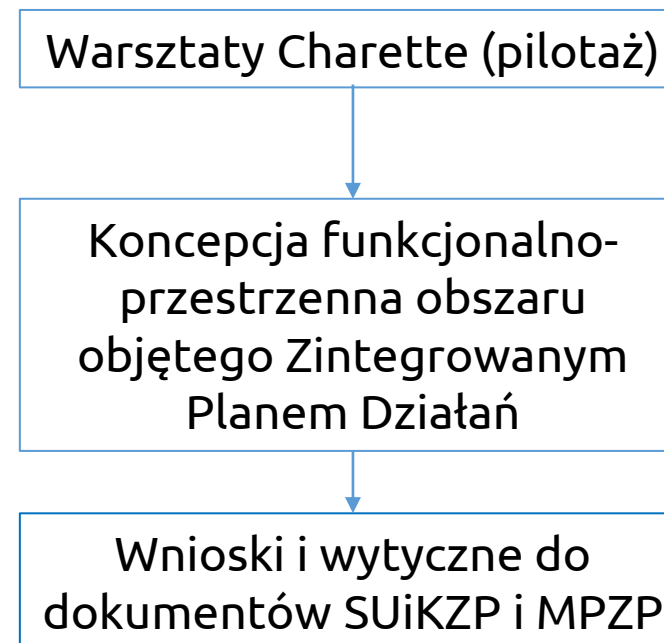 Warsztaty Charette (pilotaż)
Koncepcja funkcjonalno-
przestrzenna obszaru
objętego Zintegrowanym
Planem Działań
Wnioski i wytyczne do
dokumentów SUiKZP i MPZP